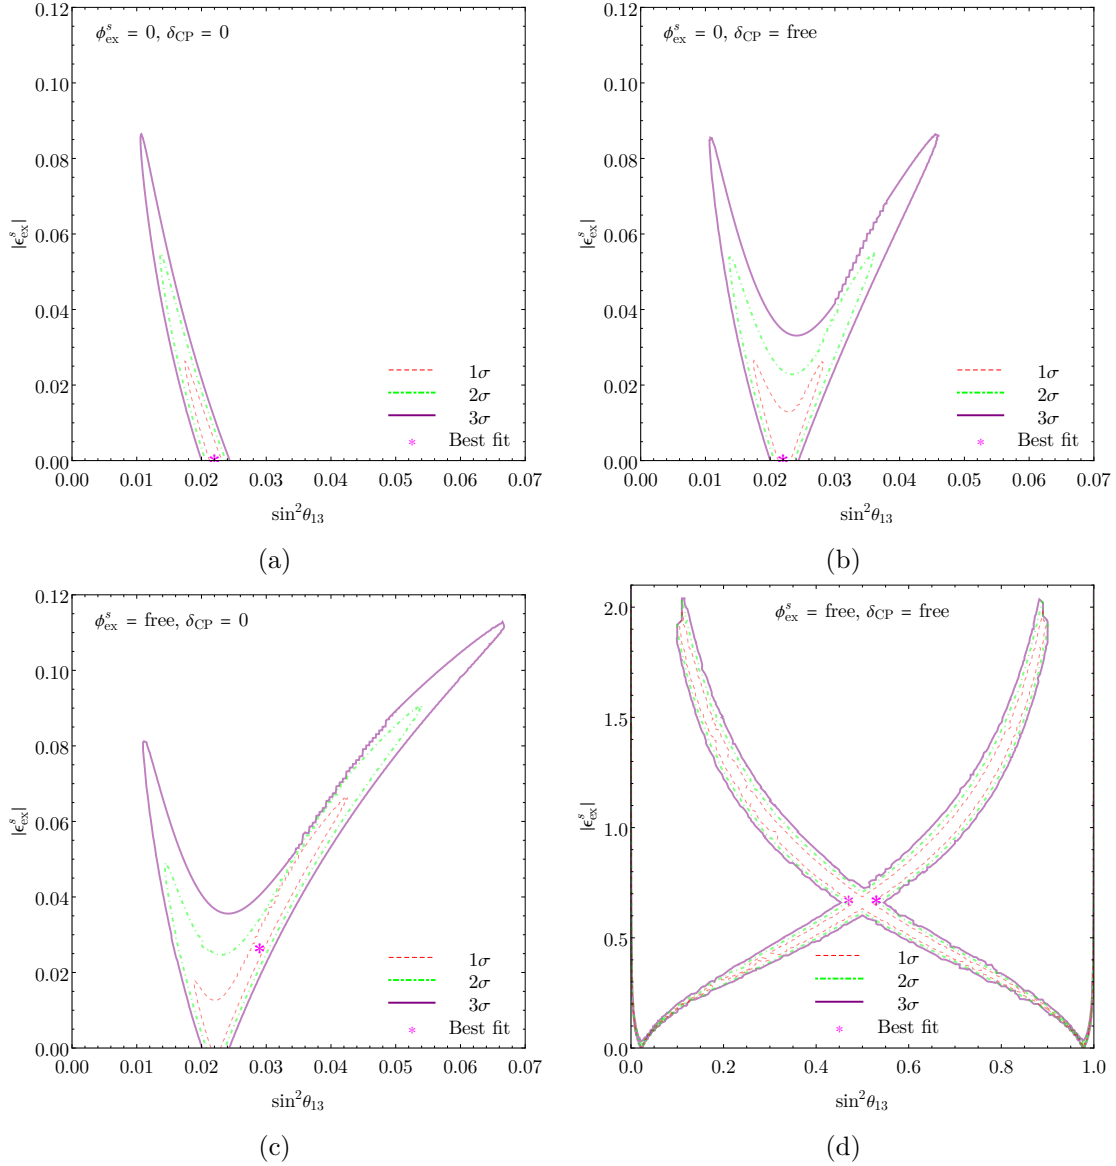 ϕ^s_ex = 0, δ_CP = 0
0.12
0.10
0.08
0.06
0.04
0.02
0.00
|ϵ^s_ex|
1σ
2σ
3σ
* Best fit
0.00 0.01 0.02 0.03 0.04 0.05 0.06 0.07
sin²θ₁₃
(a)
ϕ^s_ex = 0, δ_CP = free
0.12
0.10
0.08
0.06
0.04
0.02
0.00
|ϵ^s_ex|
1σ
2σ
3σ
* Best fit
0.00 0.01 0.02 0.03 0.04 0.05 0.06 0.07
sin²θ₁₃
(b)
ϕ^s_ex = free, δ_CP = 0
0.12
0.10
0.08
0.06
0.04
0.02
0.00
|ϵ^s_ex|
1σ
2σ
3σ
* Best fit
0.00 0.01 0.02 0.03 0.04 0.05 0.06 0.07
sin²θ₁₃
(c)
ϕ^s_ex = free, δ_CP = free
2.0
1.5
1.0
0.5
0.0
|ϵ^s_ex|
1σ
2σ
3σ
* Best fit
0.0 0.2 0.4 0.6 0.8 1.0
sin²θ₁₃
(d)